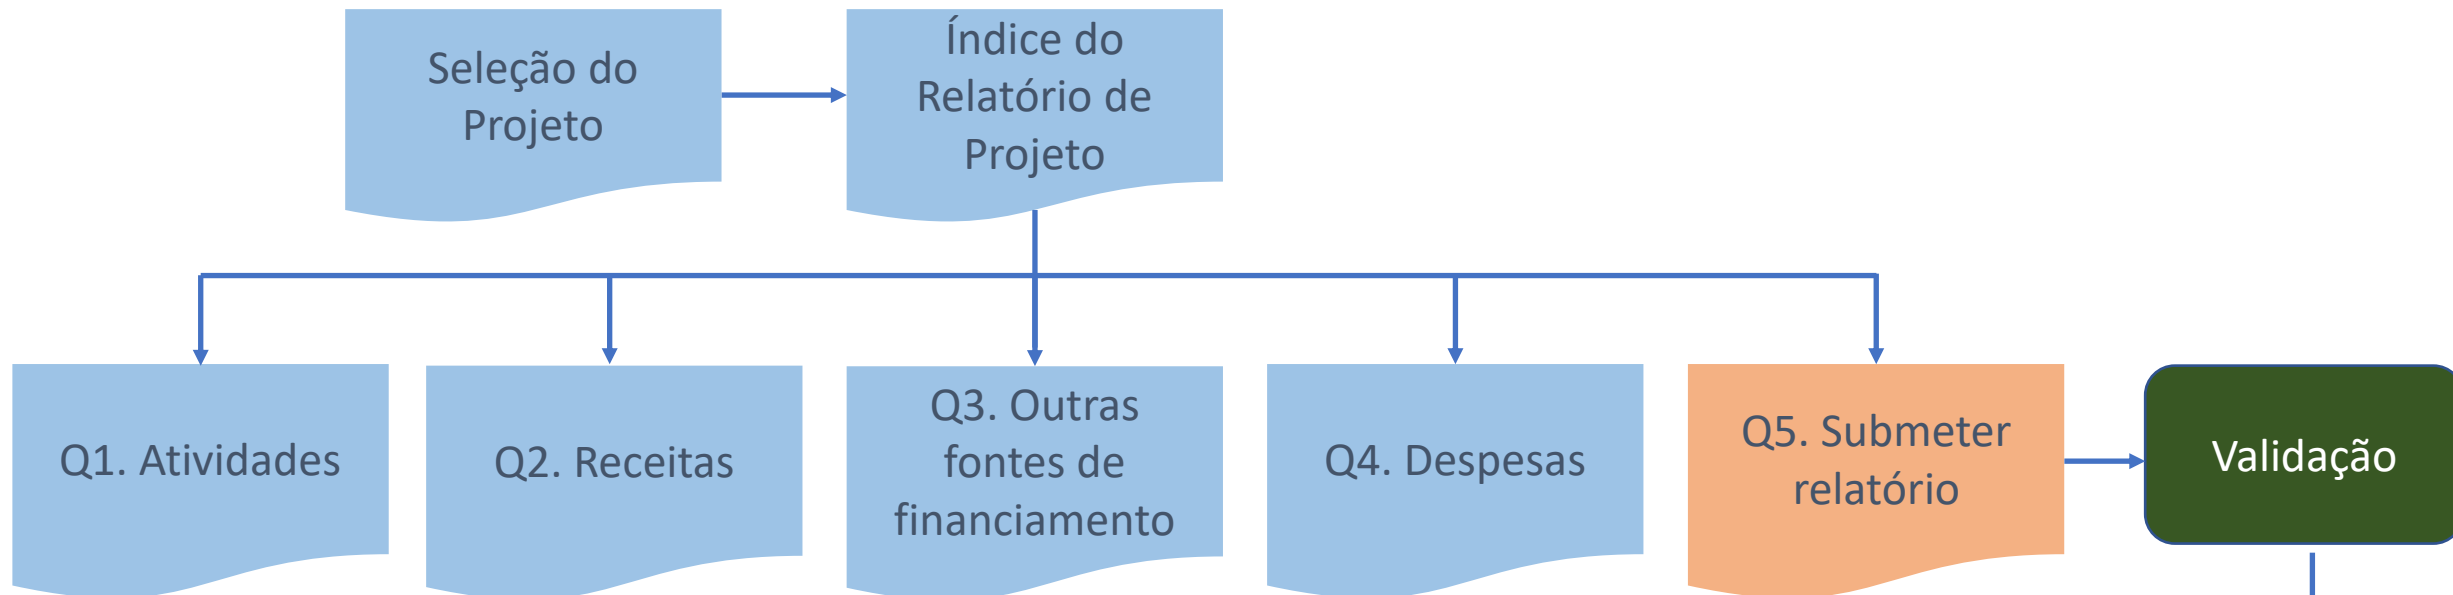 Seleção do
Projeto
Índice do
Relatório de
Projeto
Q1. Atividades
Q2. Receitas
Q3. Outras
fontes de
financiamento
Q4. Despesas
Q5. Submeter
relatório
Validação